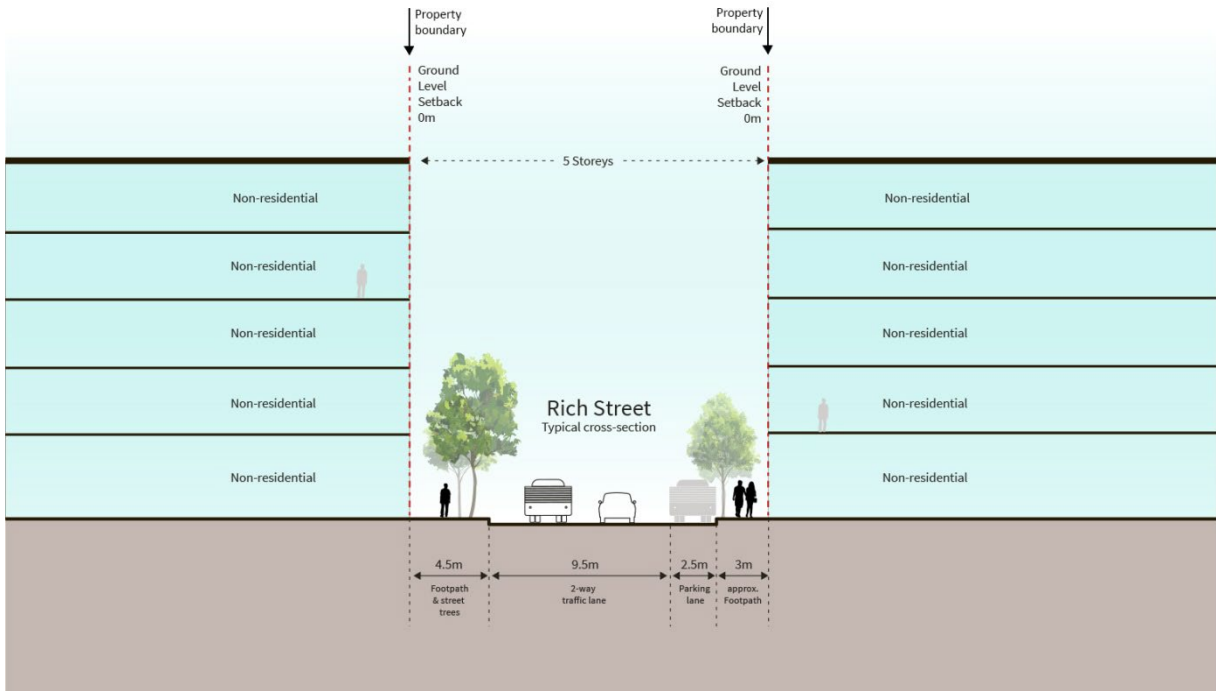 Property
boundary
Property
boundary
Ground
Level
Setback
0m
Ground
Level
Setback
0m
5 Storeys
Non-residential
Non-residential
Non-residential
Non-residential
Non-residential
Non-residential
Rich Street
Typical cross-section
Non-residential
Non-residential
Non-residential
Non-residential
4.5m
9.5m
2.5m
3m
Footpath
& street
trees
2-way
traffic lane
Parking
lane
approx.
Footpath